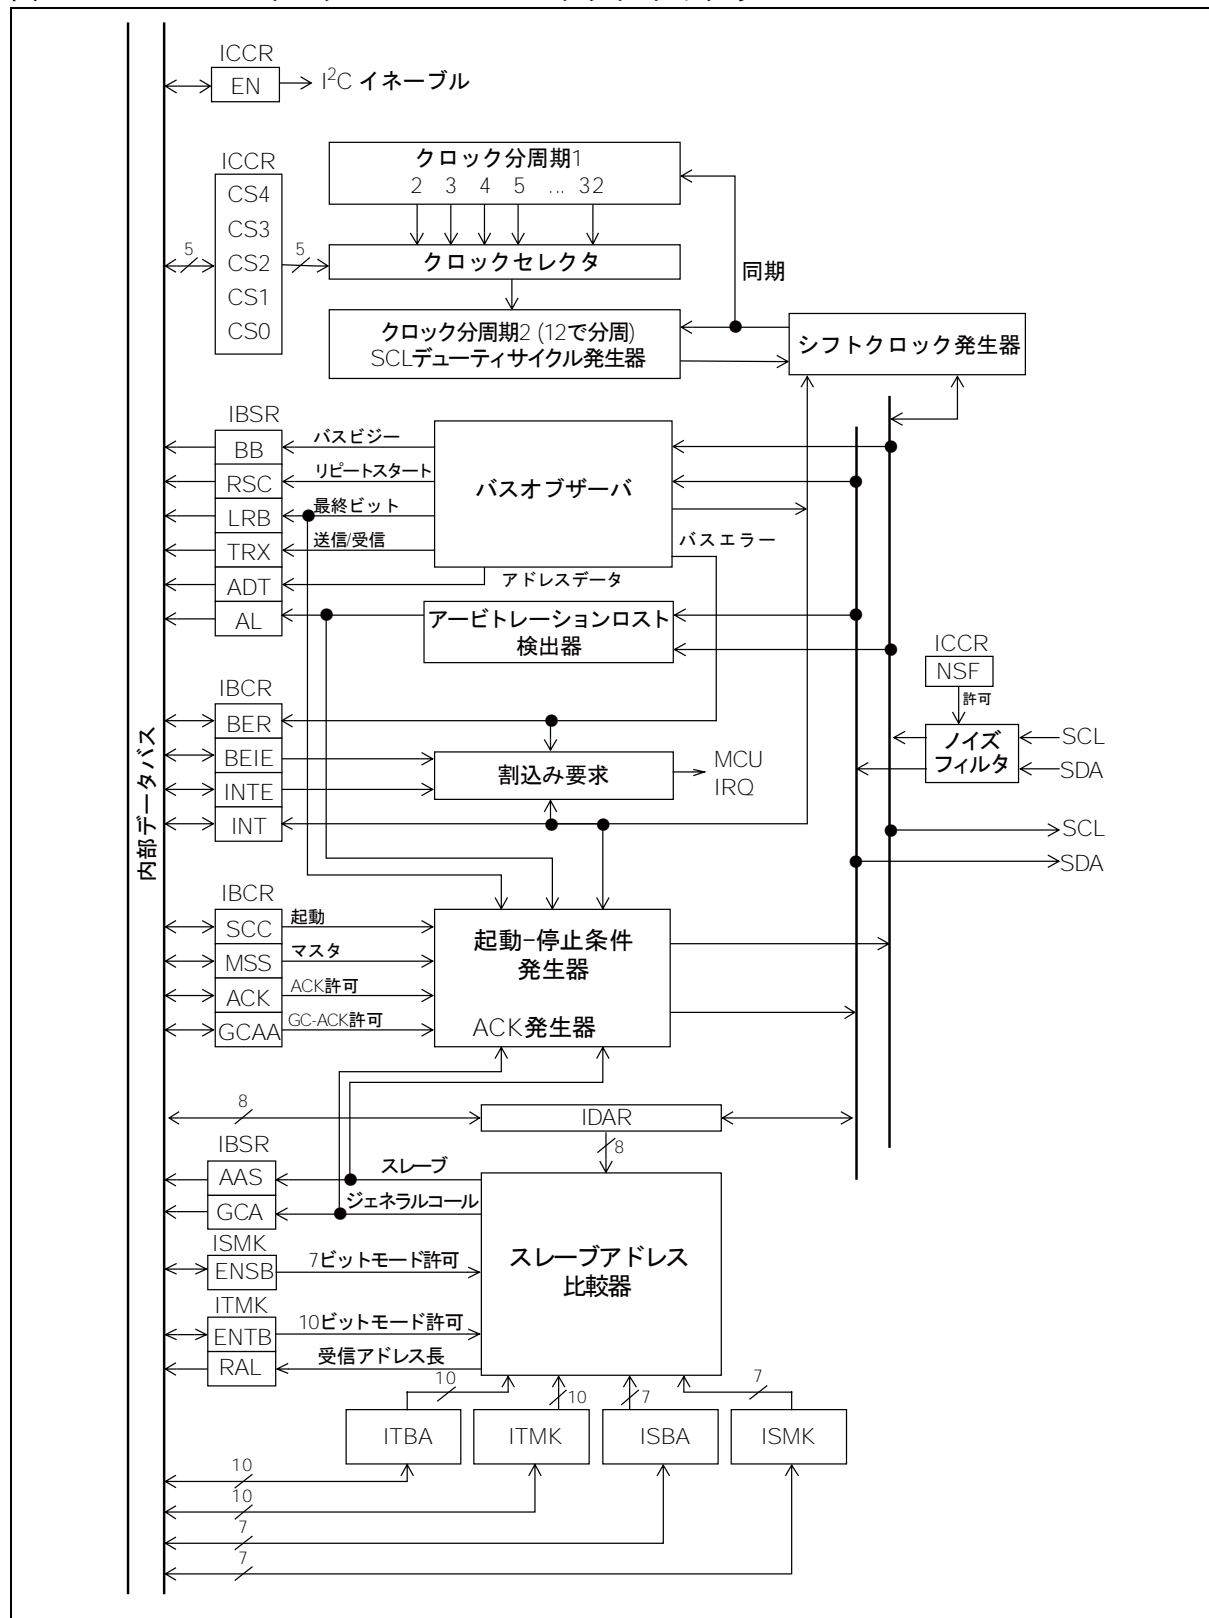 ICCR
EN
I²C イネーブル
ICCR
CS4
CS3
CS2
CS1
CS0
5
5
クロック分周期1
2 3 4 5 ... 32
クロックセレクタ
同期
クロック分周期2 (12で分周)
SCLデューティサイクル発生器
シフトクロック発生器
IBSR
BB
バスビジー
RSC
リピートスタート
LRB
最終ビット
TRX
送信/受信
ADT
アドレスデータ
AL
バスオブザーバ
バスエラー
アービトレーションロスト
検出器
ICCR
NSF
許可
ノイズ
フィルタ
SCL
SDA
SCL
SDA
IBCR
BER
BEIE
INTE
INT
割込み要求
MCU
IRQ
内部データバス
IBCR
SCC
起動
MSS
マスタ
ACK
ACK許可
GCAA
GC-ACK許可
起動-停止条件
発生器
ACK発生器
8
IDAR
8
IBSR
AAS
スレーブ
GCA
ジェネラルコール
ISMK
ENSB
7ビットモード許可
ITMK
ENTB
10ビットモード許可
RAL
受信アドレス長
スレーブアドレス
比較器
10
10
7
7
ITBA
ITMK
ISBA
ISMK
10
10
7
7